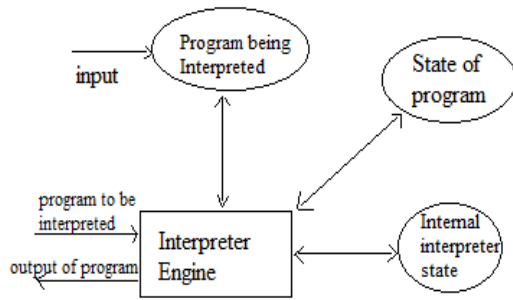 Program being
Interpreted
input
State of
program
program to be
interpreted
output of program
Interpreter
Engine
Internal
interpreter
state